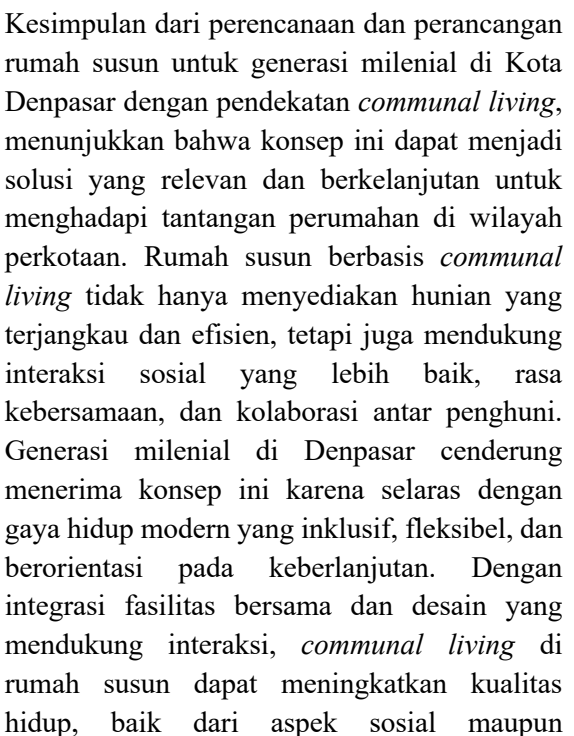 Kesimpulan dari perencanaan dan perancangan
rumah susun untuk generasi milenial di Kota
Denpasar dengan pendekatan communal living,
menunjukkan bahwa konsep ini dapat menjadi
solusi yang relevan dan berkelanjutan untuk
menghadapi tantangan perumahan di wilayah
perkotaan. Rumah susun berbasis communal
living tidak hanya menyediakan hunian yang
terjangkau dan efisien, tetapi juga mendukung
interaksi sosial yang lebih baik, rasa
kebersamaan, dan kolaborasi antar penghuni.
Generasi milenial di Denpasar cenderung
menerima konsep ini karena selaras dengan
gaya hidup modern yang inklusif, fleksibel, dan
berorientasi pada keberlanjutan. Dengan
integrasi fasilitas bersama dan desain yang
mendukung interaksi, communal living di
rumah susun dapat meningkatkan kualitas
hidup, baik dari aspek sosial maupun